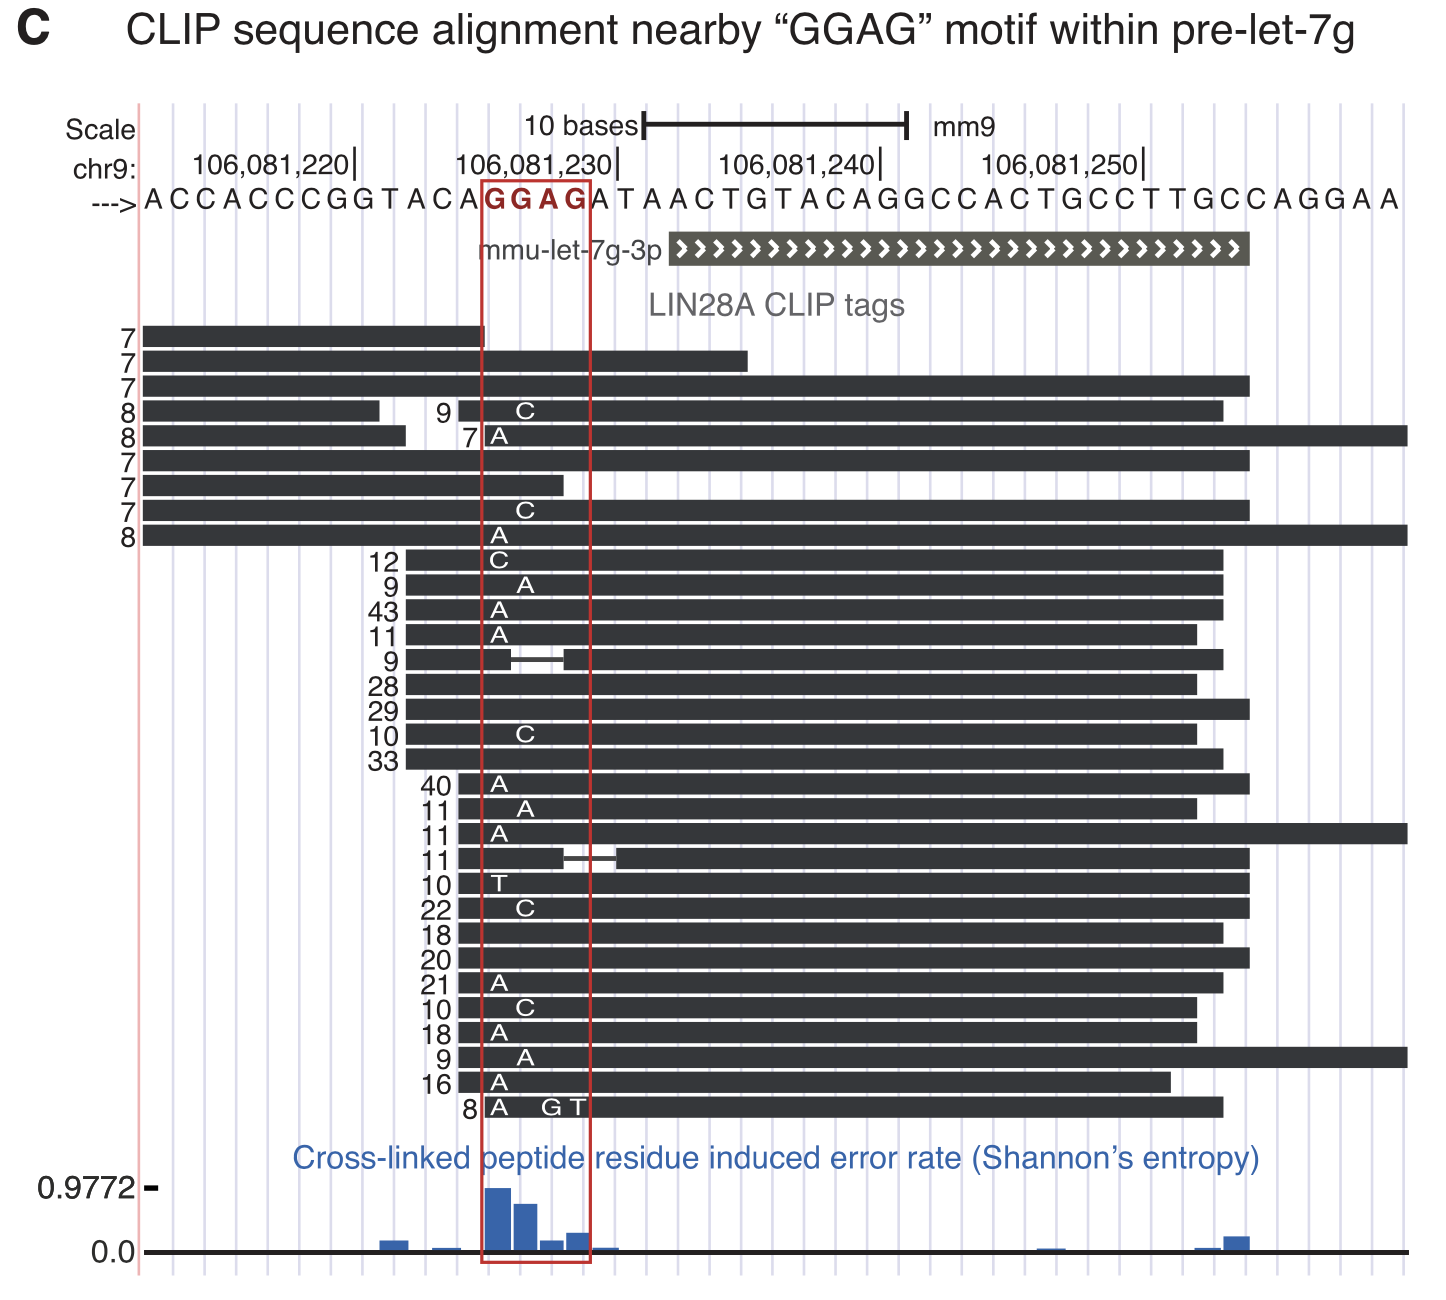 C CLIP sequence alignment nearby “GGAG” motif within pre-let-7g
Scale 10 bases mm9
chr9: 106,081,220 106,081,230 106,081,240 106,081,250
---> ACCACCCGGTACAGGAGATAACTGTACAGGCCACTGCCTTGCCAGGAA
mmu-let-7g-3p
LIN28A CLIP tags
7
7
7
8 9 C
8 7 A
7
7
7 C
8 A
12 C
9 A
43 A
11 A
9
28
29
10 C
33
40 A
11 A
11 A
11
10 T
22 C
18
20
21 A
10 C
18 A
9 A
16 A
8 A G T
Cross-linked peptide residue induced error rate (Shannon’s entropy)
0.9772
0.0